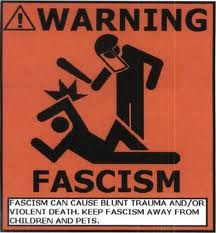 WARNING
FASCISM
FASCISM CAN CAUSE BLUNT TRAUMA AND/OR
VIOLENT DEATH. KEEP FASCISM AWAY FROM
CHILDREN AND PETS.